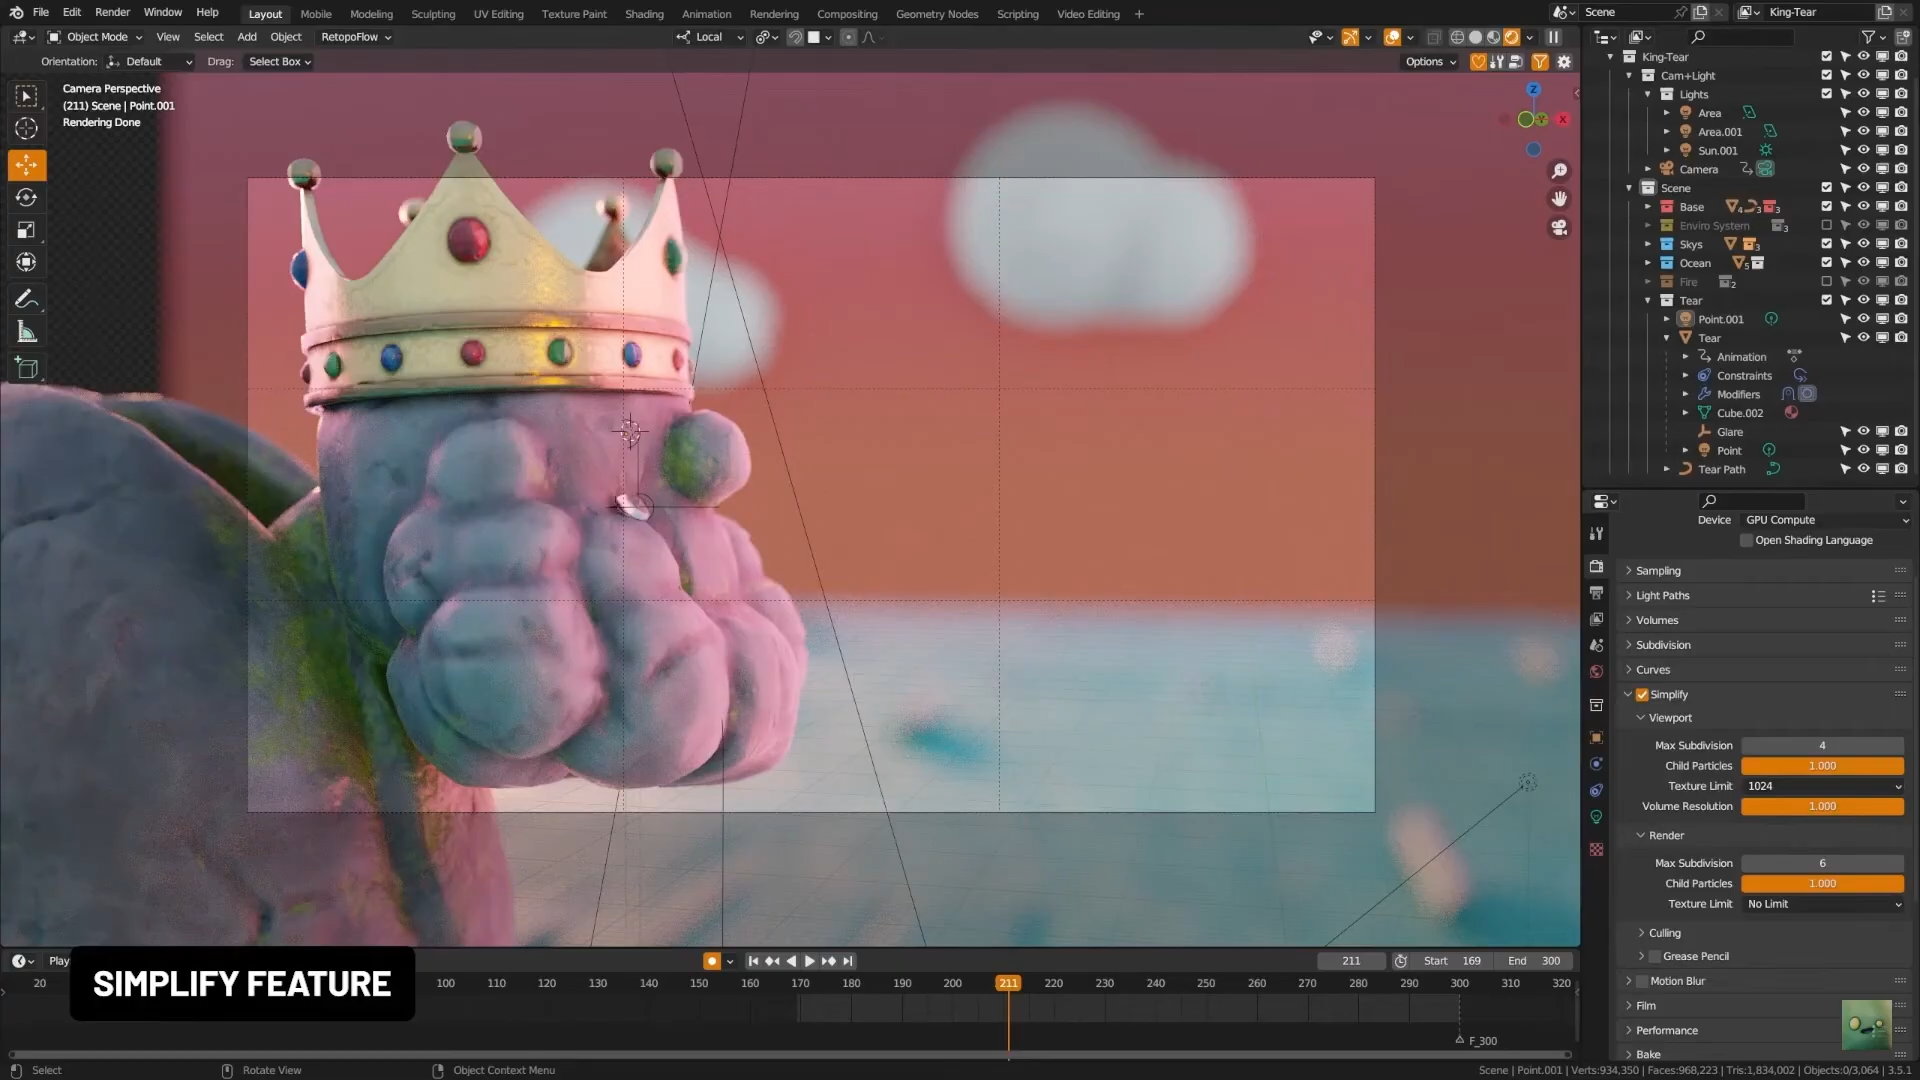 File Edit Render Window Help Layout Mobile Modeling Sculpting UV Editing Texture Paint Shading Animation Rendering Compositing Geometry Nodes Scripting Video Editing + Scene King-Tear
Object Mode View Select Add Object RetopoFlow Local
Orientation: Default Drag: Select Box Options
Camera Perspective
(211) Scene | Point.001
Rendering Done
Z
X
Y
King-Tear
Cam+Light
Lights
Area
Area.001
Sun.001
Camera
Scene
Base 4 3 3
Enviro System 3
Skys 3
Ocean 5
Fire 2
Tear
Point.001
Tear
Animation
Constraints
Modifiers
Cube.002
Glare
Point
Tear Path
Device GPU Compute
Open Shading Language
Sampling
Light Paths
Volumes
Subdivision
Curves
Simplify
Viewport
Max Subdivision 4
Child Particles 1.000
Texture Limit 1024
Volume Resolution 1.000
Render
Max Subdivision 6
Child Particles 1.000
Texture Limit No Limit
Culling
Grease Pencil
Motion Blur
Film
Performance
Bake
Play 211 Start 169 End 300
20 100 110 120 130 140 150 160 170 180 190 200 211 220 230 240 250 260 270 280 290 300 310 320
SIMPLIFY FEATURE
F_300
Select Rotate View Object Context Menu Scene | Point.001 | Verts:934,350 | Faces:968,223 | Tris:1,834,002 | Objects:0/3,064 | 3.5.1